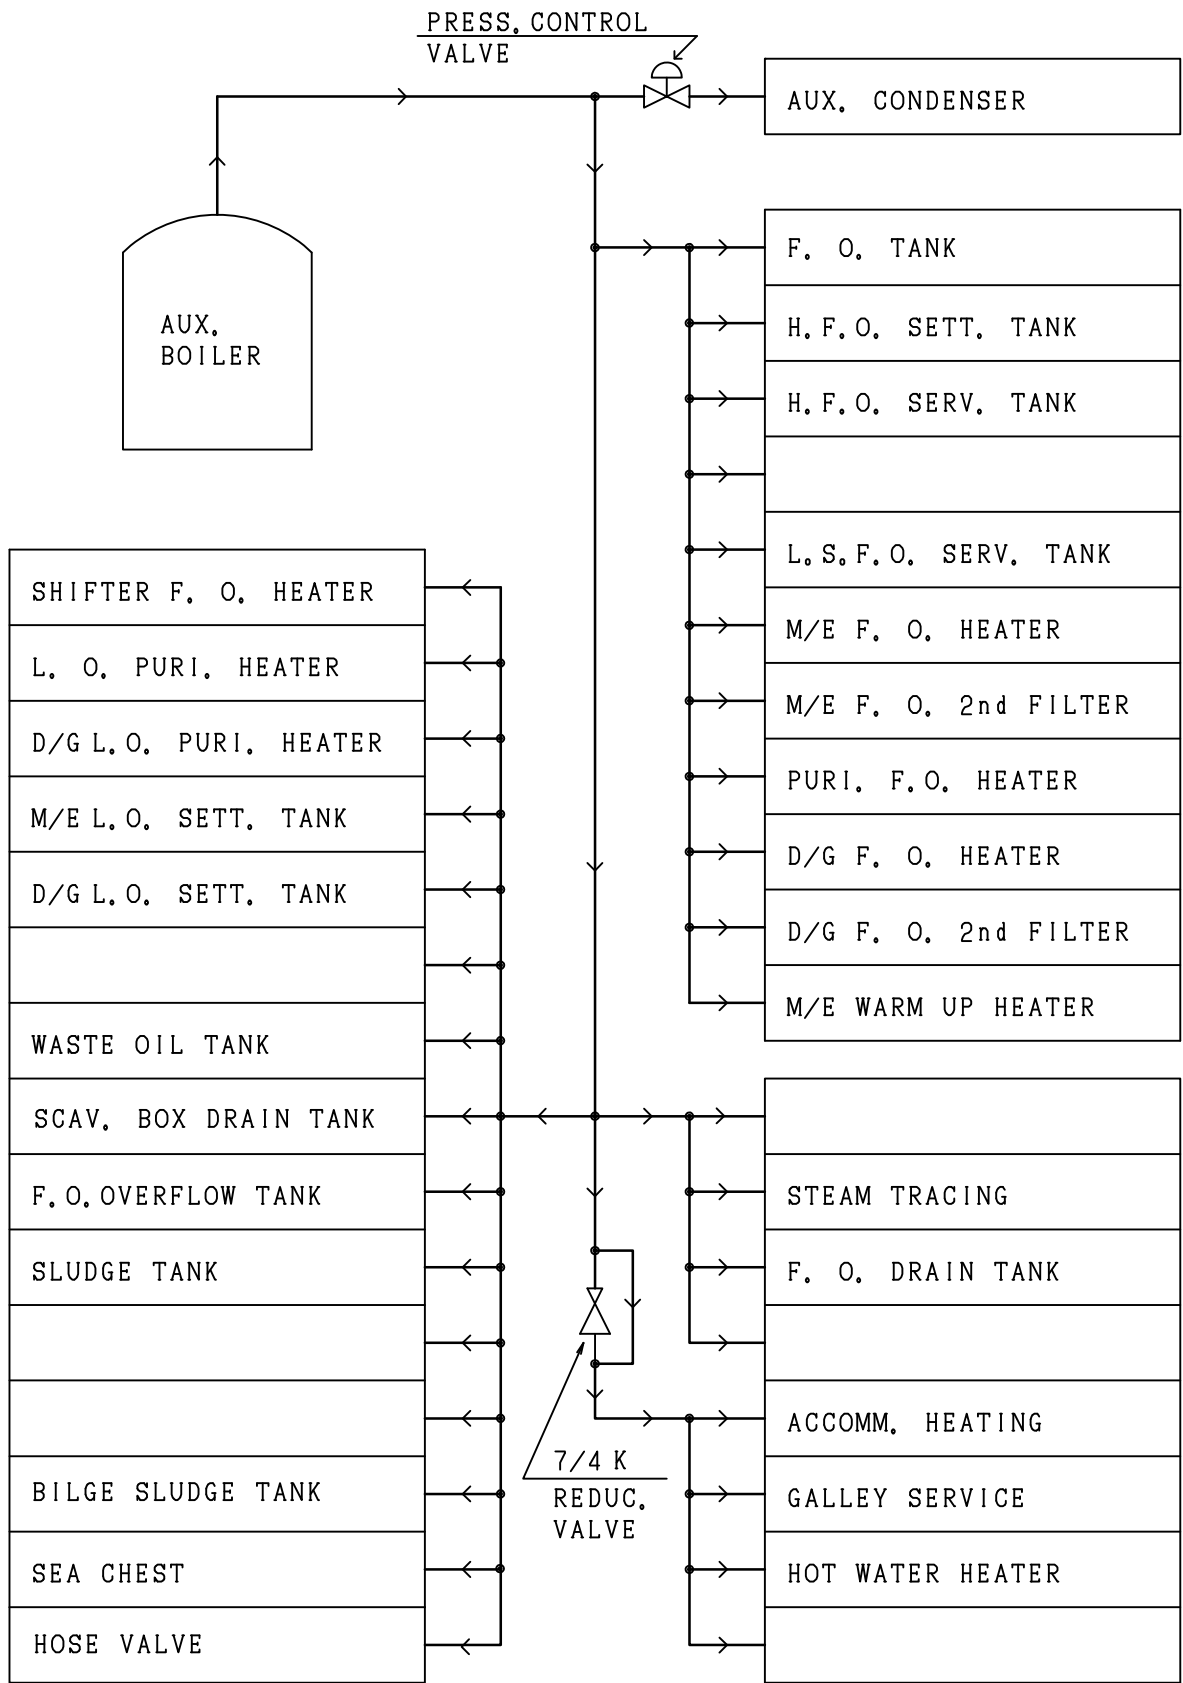 PRESS. CONTROL
VALVE
AUX. CONDENSER
AUX.
BOILER
F. O. TANK
H.F.O. SETT. TANK
H.F.O. SERV. TANK
L.S.F.O. SERV. TANK
M/E F. O. HEATER
M/E F. O. 2nd FILTER
PURI. F.O. HEATER
D/G F. O. HEATER
D/G F. O. 2nd FILTER
M/E WARM UP HEATER
SHIFTER F. O. HEATER
L. O. PURI. HEATER
D/G L.O. PURI. HEATER
M/E L.O. SETT. TANK
D/G L.O. SETT. TANK
WASTE OIL TANK
SCAV. BOX DRAIN TANK
F.O. OVERFLOW TANK
SLUDGE TANK
BILGE SLUDGE TANK
SEA CHEST
HOSE VALVE
7/4 K
REDUC.
VALVE
STEAM TRACING
F. O. DRAIN TANK
ACCOMM. HEATING
GALLEY SERVICE
HOT WATER HEATER